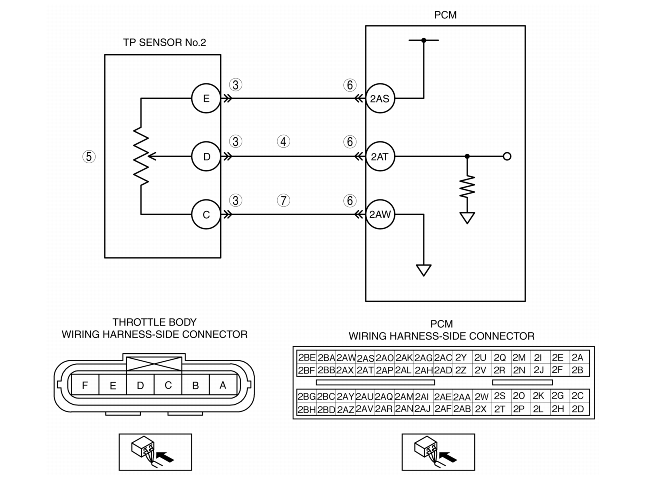 PCM
TP SENSOR No.2
E 3 6 2AS
5 D 3 4 6 2AT
C 3 7 6 2AW
THROTTLE BODY
WIRING HARNESS-SIDE CONNECTOR
F E D C B A
PCM
WIRING HARNESS-SIDE CONNECTOR
2BE 2BA 2AW 2AS 2AO 2AK 2AG 2AC 2Y 2U 2Q 2M 2I 2E 2A
2BF 2BB 2AX 2AT 2AP 2AL 2AH 2AD 2Z 2V 2R 2N 2J 2F 2B
2BG 2BC 2AY 2AU 2AQ 2AM 2AI 2AE 2AA 2W 2S 2O 2K 2G 2C
2BH 2BD 2AZ 2AV 2AR 2AN 2AJ 2AF 2AB 2X 2T 2P 2L 2H 2D